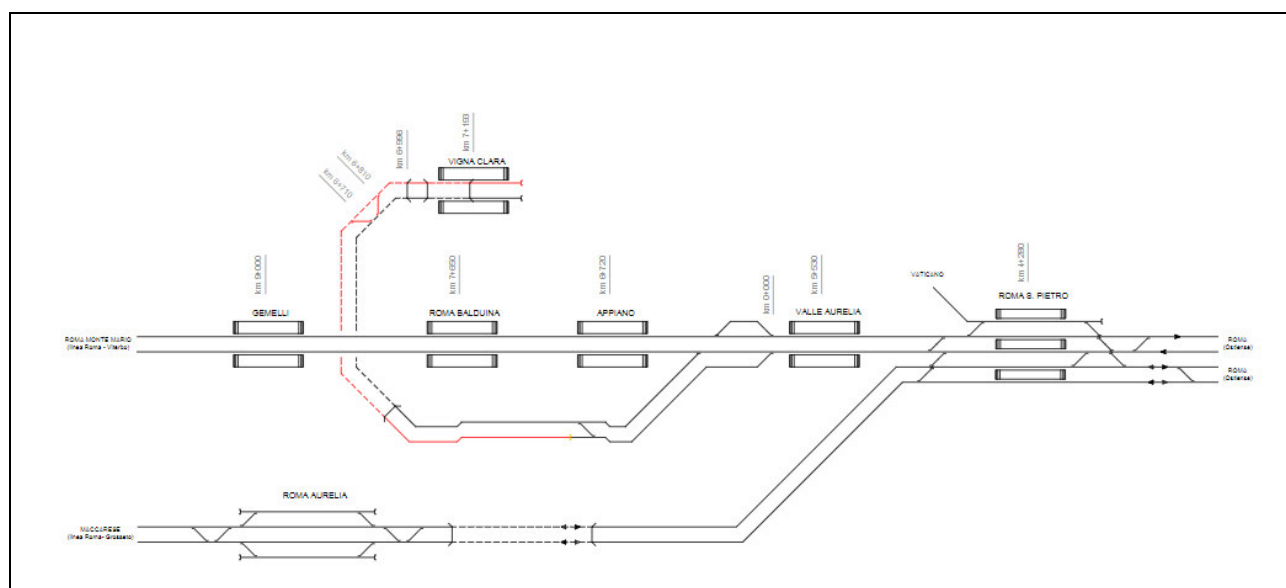 km 6+996
km 7+193
km 6+810
km 6+710
VIGNA CLARA
km 9+000
km 7+850
km 6+720
km 0+000
km 5+530
km 4+280
VATICANO
GEMELLI
ROMA BALDUINA
APPIANO
VALLE AURELIA
ROMA S. PIETRO
ROMA MONTE MARIO
(linea Roma - Viterbo)
ROMA
(Ostiense)
ROMA
(Ostiense)
ROMA AURELIA
MACCARESE
(linea Roma- Grosseto)